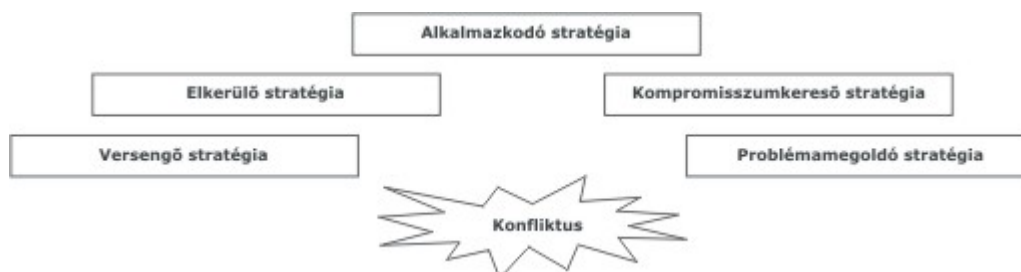 Alkalmazkodó stratégia
Elkerülő stratégia
Kompromisszumkereső stratégia
Versengő stratégia
Problémamegoldó stratégia
Konfliktus